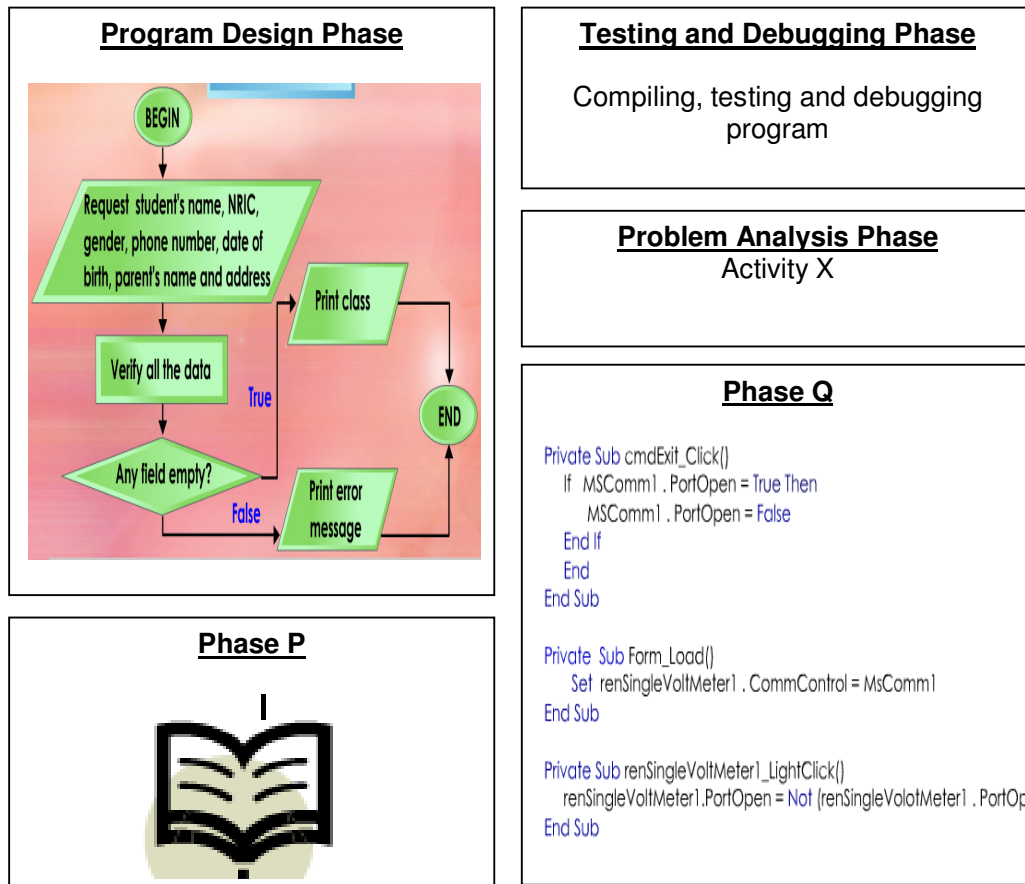 Program Design Phase
BEGIN
Request student's name, NRIC,
gender, phone number, date of
birth, parent's name and address
Print class
Verify all the data
True
END
Any field empty?
Print error
message
False
Phase P
Testing and Debugging Phase
Compiling, testing and debugging
program
Problem Analysis Phase
Activity X
Phase Q
Private Sub cmdExit_Click()
If MSComm1 . PortOpen = True Then
MSComm1 . PortOpen = False
End If
End
End Sub
Private Sub Form_Load()
Set renSingleVoltMeter1 . CommControl = MsComm1
End Sub
Private Sub renSingleVoltMeter1_LightClick()
renSingleVoltMeter1.PortOpen = Not (renSingleVolotMeter1 . PortOp
End Sub